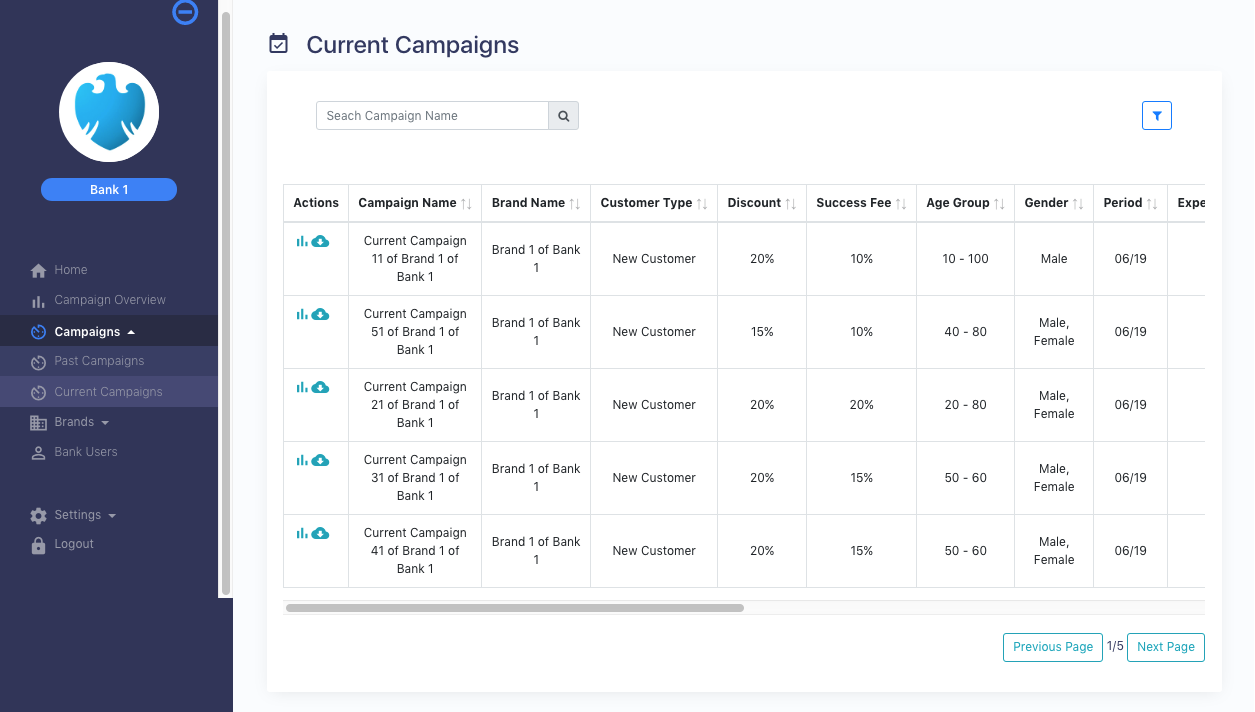 Current Campaigns
Seach Campaign Name
Bank 1
Home
Campaign Overview
Campaigns
Past Campaigns
Current Campaigns
Brands
Bank Users
Settings
Logout
Actions Campaign Name Brand Name Customer Type Discount Success Fee Age Group Gender Period Expe
Current Campaign
11 of Brand 1 of
Bank 1
Brand 1 of Bank
1
New Customer
20%
10%
10 - 100
Male
06/19
Current Campaign
51 of Brand 1 of
Bank 1
Brand 1 of Bank
1
New Customer
15%
10%
40 - 80
Male,
Female
06/19
Current Campaign
21 of Brand 1 of
Bank 1
Brand 1 of Bank
1
New Customer
20%
20%
20 - 80
Male,
Female
06/19
Current Campaign
31 of Brand 1 of
Bank 1
Brand 1 of Bank
1
New Customer
20%
15%
50 - 60
Male,
Female
06/19
Current Campaign
41 of Brand 1 of
Bank 1
Brand 1 of Bank
1
New Customer
20%
15%
50 - 60
Male,
Female
06/19
Previous Page 1/5 Next Page